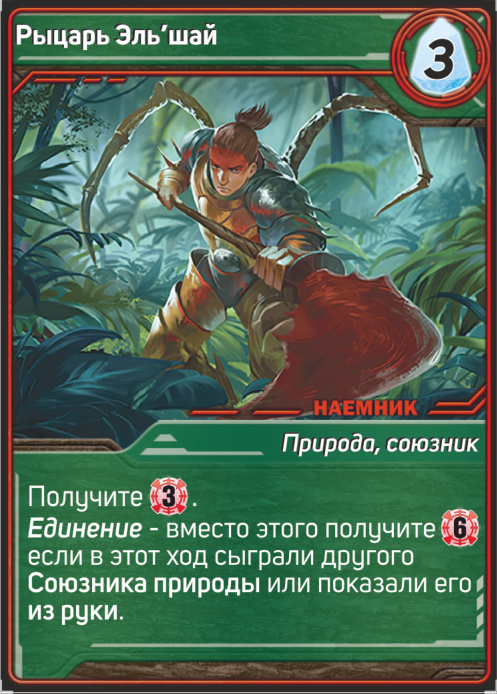 Рыцарь Эль'шай
3
НАЕМНИК
Природа, союзник
Получите 3 .
Единение - вместо этого получите 6
если в этот ход сыграли другого
Союзника природы или показали его
из руки.